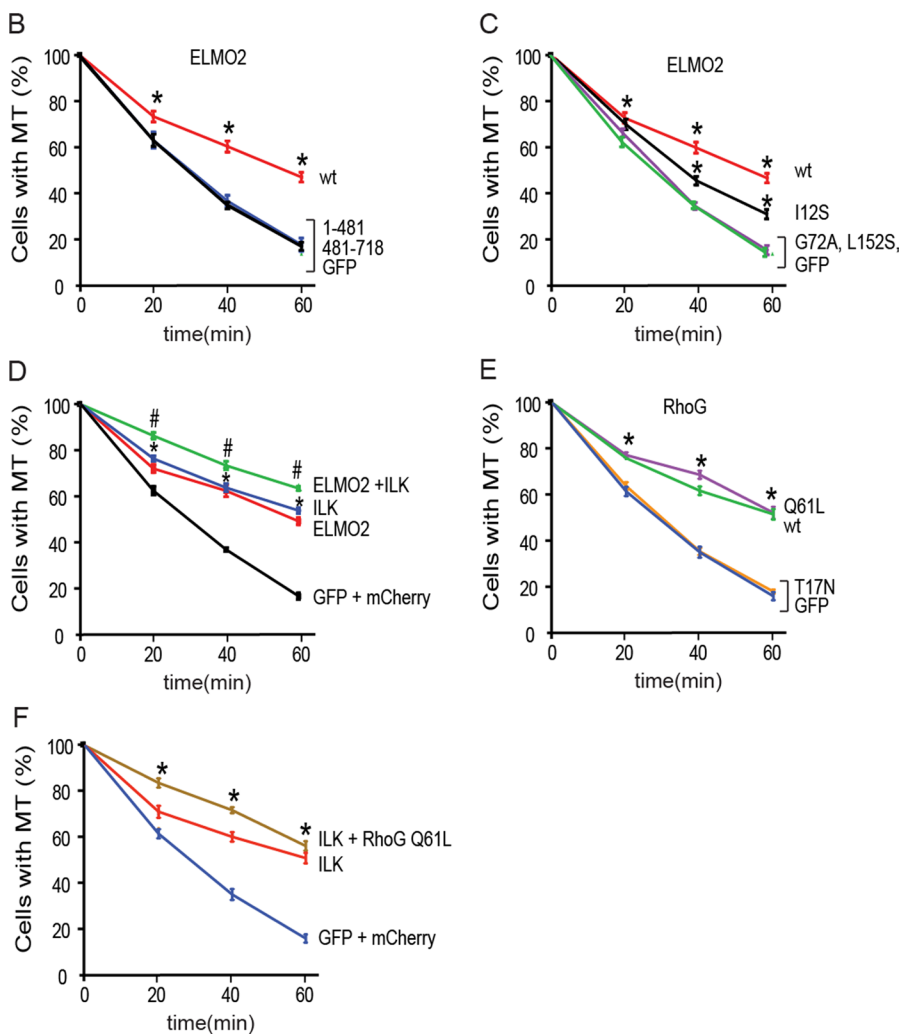 B
ELMO2
Cells with MT (%)
100
80
60
40
20
0
*
*
*
wt
1-481
481-718
GFP
0 20 40 60
time(min)
C
ELMO2
Cells with MT (%)
100
80
60
40
20
0
*
*
*
*
*
wt
I12S
G72A, L152S,
GFP
0 20 40 60
time(min)
D
Cells with MT (%)
100
80
60
40
20
0
#
#
#
*
*
*
ELMO2 +ILK
ILK
ELMO2
GFP + mCherry
0 20 40 60
time(min)
E
RhoG
Cells with MT (%)
100
80
60
40
20
0
*
*
*
Q61L
wt
T17N
GFP
0 20 40 60
time(min)
F
Cells with MT (%)
100
80
60
40
20
0
*
*
*
ILK + RhoG Q61L
ILK
GFP + mCherry
0 20 40 60
time(min)